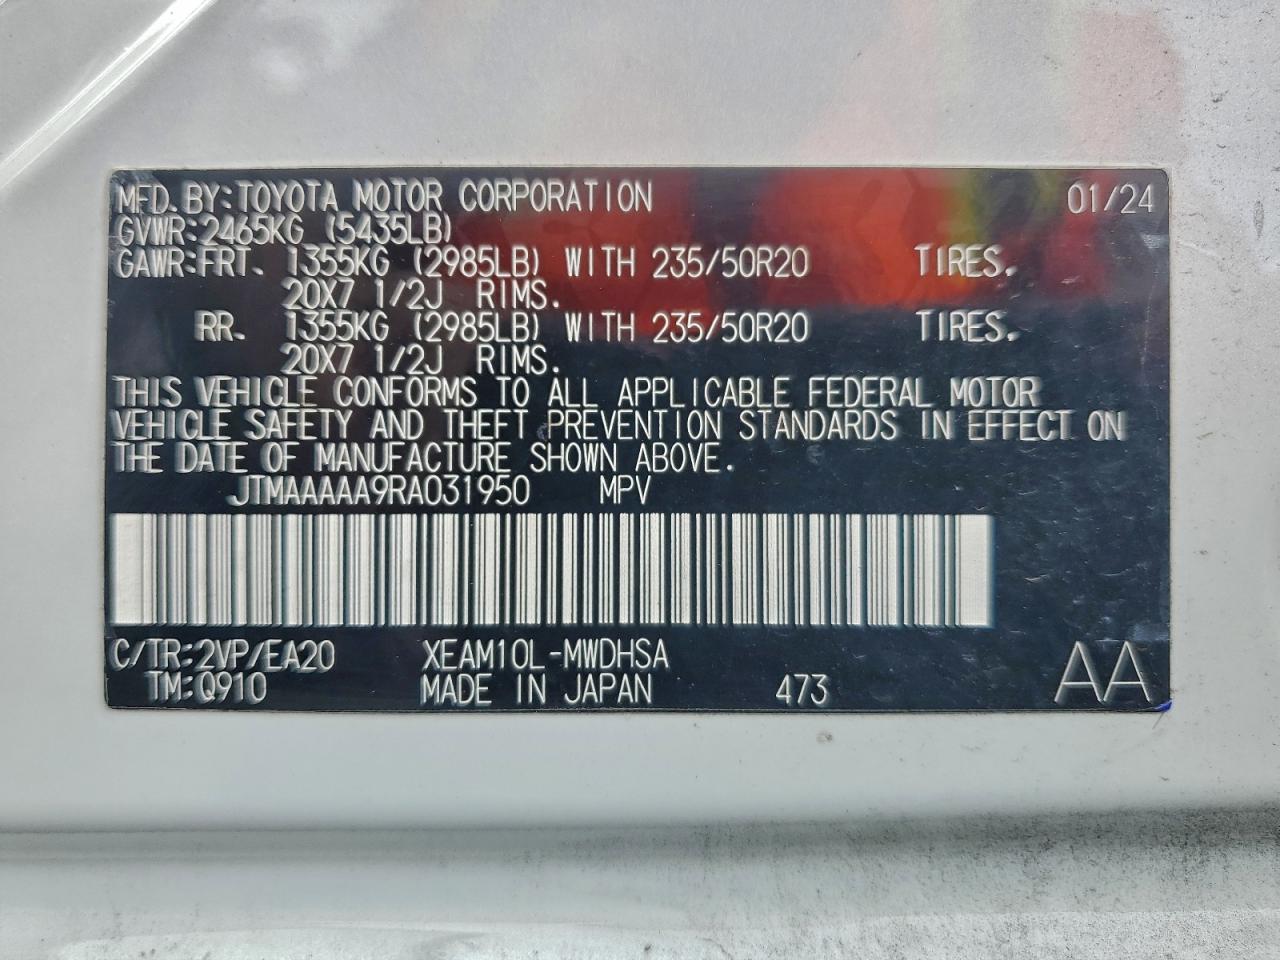 MFD.BY:TOYOTA MOTOR CORPORATION 01/24
GVWR:2465KG (5435LB)
GAWR:FRT. 1355KG (2985LB) WITH 235/50R20 TIRES.
20X7 1/2J RIMS.
RR. 1355KG (2985LB) WITH 235/50R20 TIRES.
20X7 1/2J RIMS.
THIS VEHICLE CONFORMS TO ALL APPLICABLE FEDERAL MOTOR
VEHICLE SAFETY AND THEFT PREVENTION STANDARDS IN EFFECT ON
THE DATE OF MANUFACTURE SHOWN ABOVE.
JTMAAAAA9RA031950 MPV
C/TR:2VP/EA20 XEAM10L-MWDHSA AA
TM:Q910 MADE IN JAPAN 473